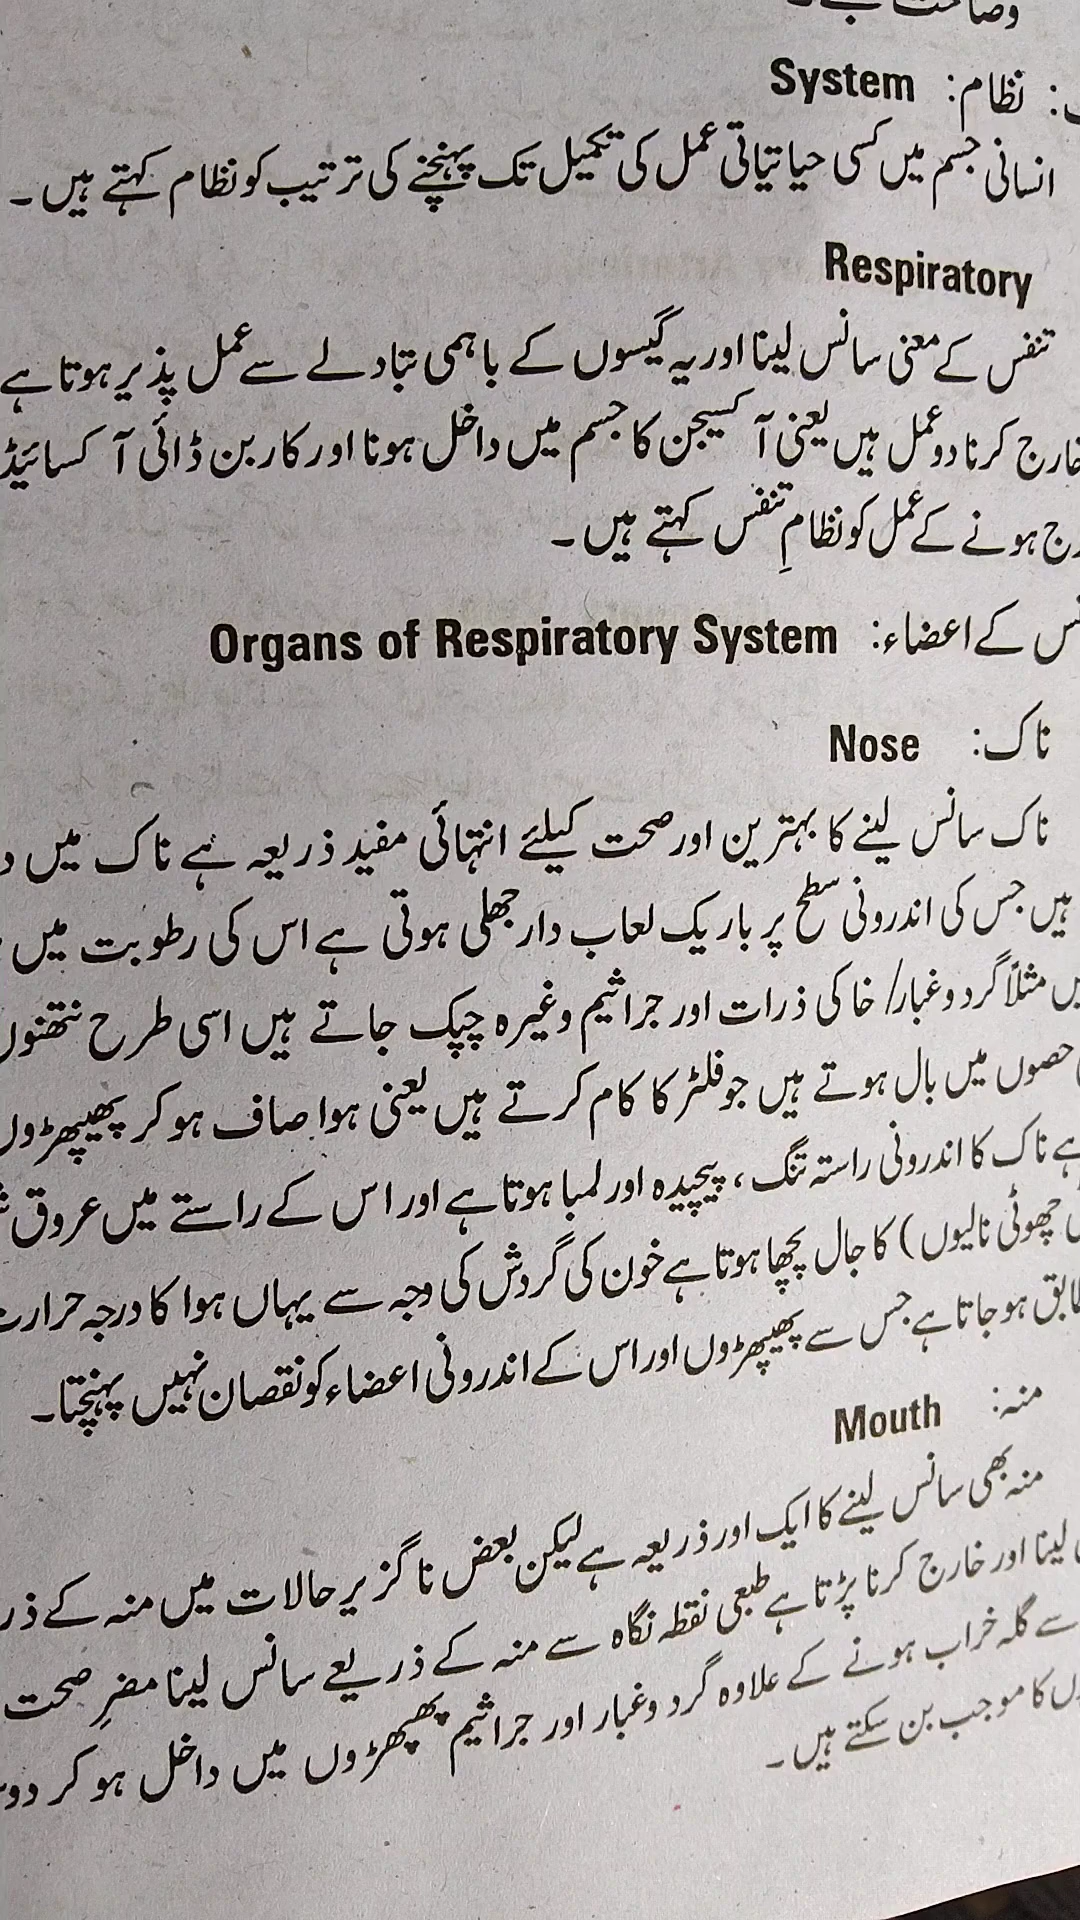 نظام: System
انسانی جسم میں کسی حیاتیاتی عمل کی تکمیل تک پہنچنے کی ترتیب کو نظام کہتے ہیں۔
Respiratory
تنفس کے معنی سانس لینا اور یہ گیسوں کے باہمی تبادلے سے عمل پذیر ہوتا ہے
خارج کرنا دو عمل ہیں یعنی آکسیجن کا جسم میں داخل ہونا اور کاربن ڈائی آکسائیڈ
ہونے کے عمل کو نظامِ تنفس کہتے ہیں۔
کے اعضاء: Organs of Respiratory System
ناک: Nose
ناک سانس لینے کا بہترین اور صحت کیلئے انتہائی مفید ذریعہ ہے ناک میں
ہیں جس کی اندرونی سطح پر باریک لعاب دار جھلی ہوتی ہے اس کی رطوبت میں
مثلاً گرد و غبار/ خاکی ذرات اور جراثیم وغیرہ چپک جاتے ہیں اسی طرح نتھنوں
حصوں میں بال ہوتے ہیں جو فلٹر کا کام کرتے ہیں یعنی ہوا صاف ہو کر پھیپھڑوں
ہے ناک کا اندرونی راستہ تنگ، پیچیدہ اور لمبا ہوتا ہے اور اس کے راستے میں عروق
چھوٹی نالیوں) کا جال بچھا ہوتا ہے خون کی گردش کی وجہ سے یہاں ہوا کا درجہ حرارت
ہو جاتا ہے جس سے پھیپھڑوں اور اس کے اندرونی اعضاء کو نقصان نہیں پہنچتا۔
منہ: Mouth
منہ بھی سانس لینے کا ایک اور ذریعہ ہے لیکن بعض ناگزیر حالات میں منہ کے
لینا اور خارج کرنا پڑتا ہے طبعی نقطہ نگاہ سے منہ کے ذریعے سانس لینا مضرِ صحت
سے گلہ خراب ہونے کے علاوہ گرد و غبار اور جراثیم پھیپھڑوں میں داخل ہو کر
کا موجب بن سکتے ہیں۔